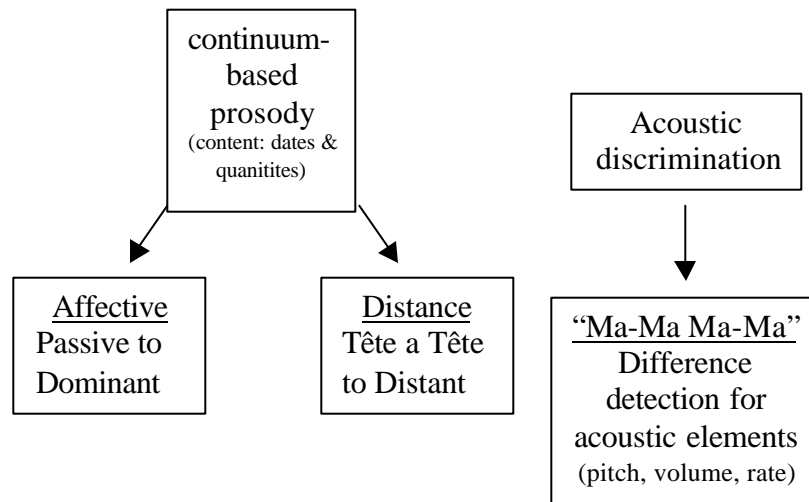 continuum-
based
prosody
(content: dates &
quanitites)
Acoustic
discrimination
Affective
Passive to
Dominant
Distance
Tête a Tête
to Distant
“Ma-Ma Ma-Ma”
Difference
detection for
acoustic elements
(pitch, volume, rate)